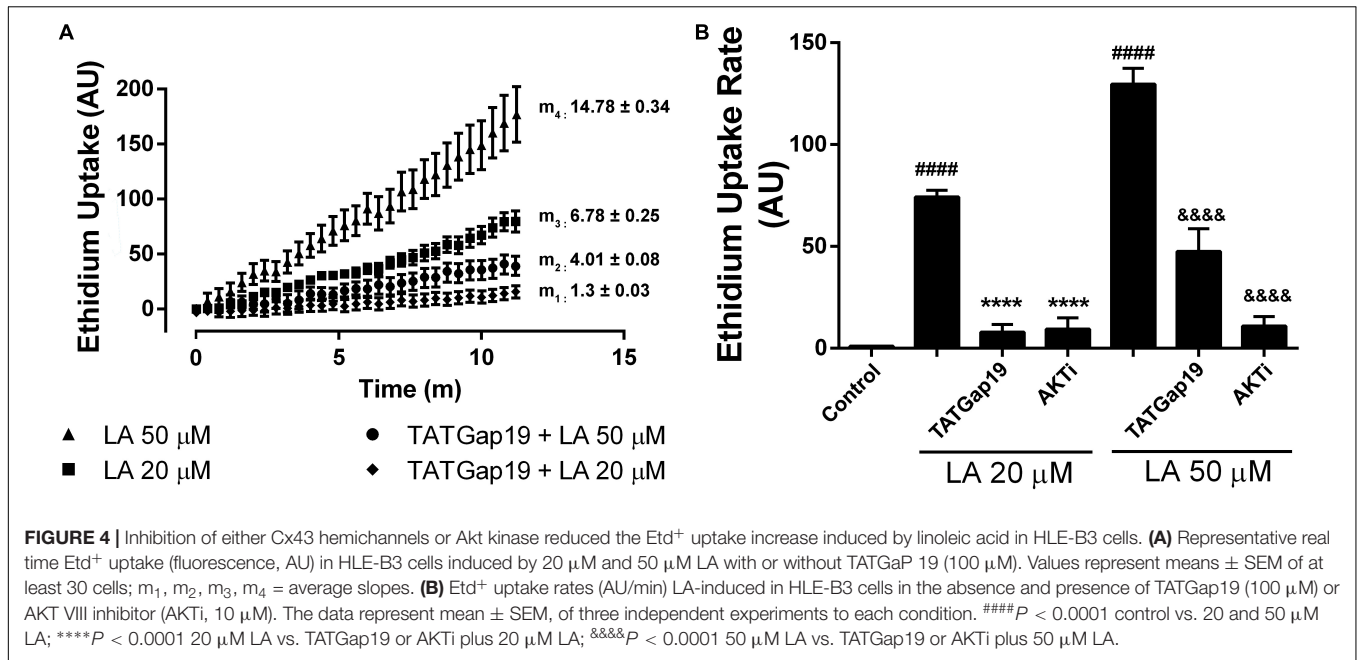 A
Ethidium Uptake (AU)
200
150
100
50
0
0
5
10
15
Time (m)
m4: 14.78 ± 0.34
m3: 6.78 ± 0.25
m2: 4.01 ± 0.08
m1: 1.3 ± 0.03
LA 50 μM
LA 20 μM
TATGap19 + LA 50 μM
TATGap19 + LA 20 μM
B
Ethidium Uptake Rate
(AU)
150
100
50
0
####
****
****
####
&&&&
&&&&
Control
TATGap19
AKTi
TATGap19
AKTi
LA 20 μM
LA 50 μM
FIGURE 4 | Inhibition of either Cx43 hemichannels or Akt kinase reduced the Etd+ uptake increase induced by linoleic acid in HLE-B3 cells. (A) Representative real
time Etd+ uptake (fluorescence, AU) in HLE-B3 cells induced by 20 μM and 50 μM LA with or without TATGaP 19 (100 μM). Values represent means ± SEM of at
least 30 cells; m1, m2, m3, m4 = average slopes. (B) Etd+ uptake rates (AU/min) LA-induced in HLE-B3 cells in the absence and presence of TATGap19 (100 μM) or
AKT VIII inhibitor (AKTi, 10 μM). The data represent mean ± SEM, of three independent experiments to each condition. ####P < 0.0001 control vs. 20 and 50 μM
LA; ****P < 0.0001 20 μM LA vs. TATGap19 or AKTi plus 20 μM LA; &&&&P < 0.0001 50 μM LA vs. TATGap19 or AKTi plus 50 μM LA.